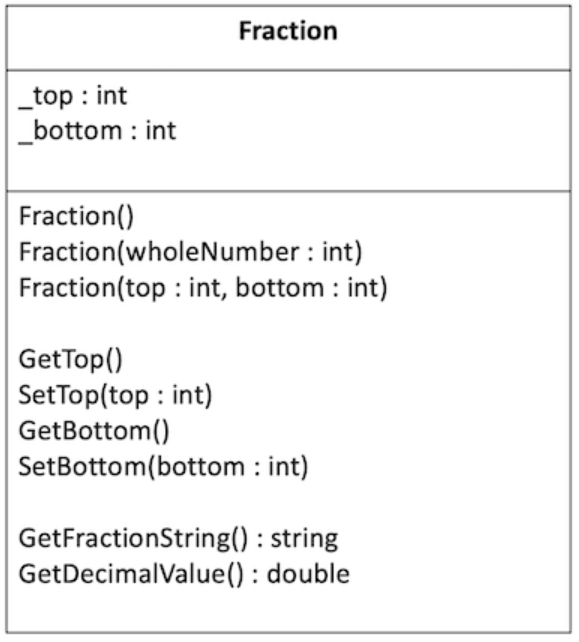 Fraction
_top : int
_bottom : int
Fraction()
Fraction(wholeNumber : int)
Fraction(top : int, bottom : int)
GetTop()
SetTop(top : int)
GetBottom()
SetBottom(bottom : int)
GetFractionString() : string
GetDecimalValue() : double